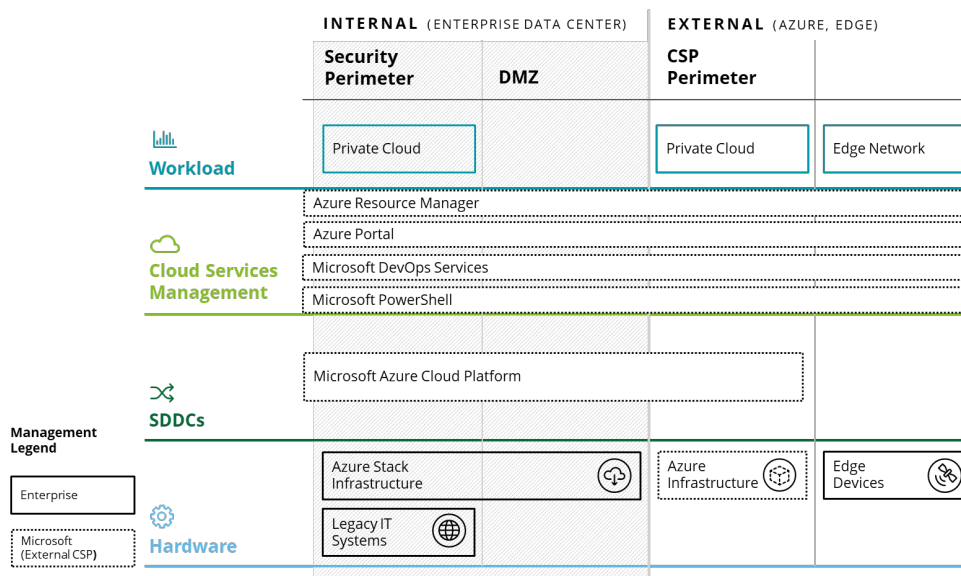 INTERNAL (ENTERPRISE DATA CENTER)
EXTERNAL (AZURE, EDGE)
Security
Perimeter
DMZ
CSP
Perimeter
Workload
Private Cloud
Private Cloud
Edge Network
Cloud Services
Management
Azure Resource Manager
Azure Portal
Microsoft DevOps Services
Microsoft PowerShell
SDDCs
Microsoft Azure Cloud Platform
Hardware
Azure Stack
Infrastructure
Azure
Infrastructure
Edge
Devices
Legacy IT
Systems
Management
Legend
Enterprise
Microsoft
(External CSP)